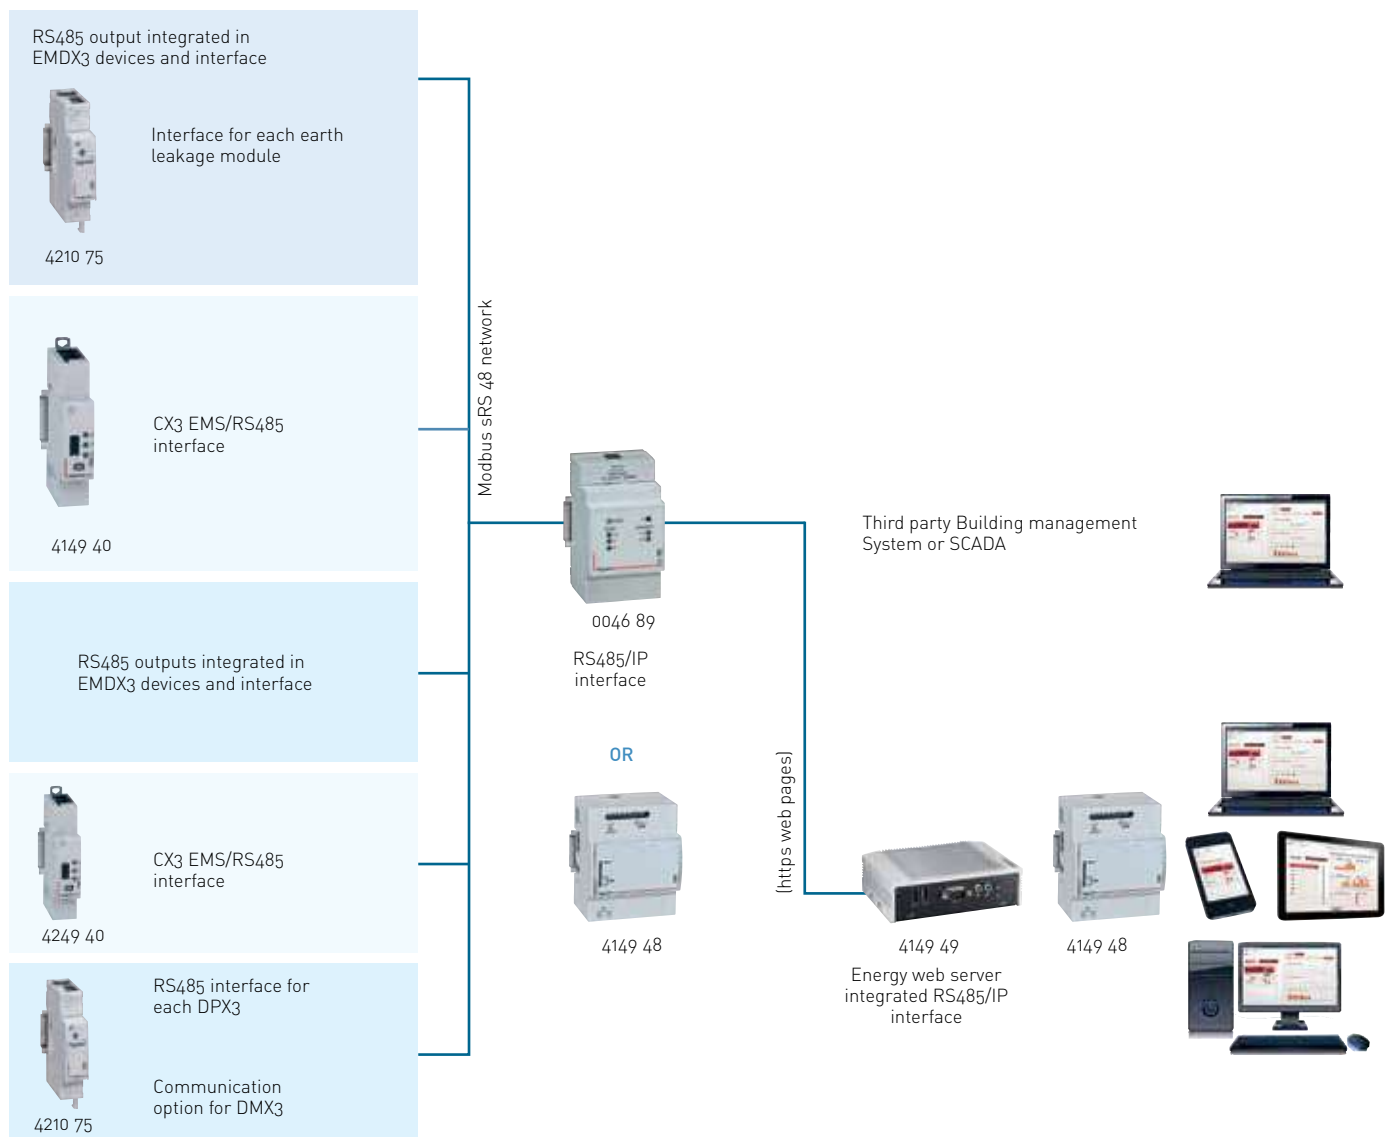 RS485 output integrated in
EMDX3 devices and interface
Interface for each earth
leakage module
4210 75
CX3 EMS/RS485
interface
4149 40
RS485 outputs integrated in
EMDX3 devices and interface
CX3 EMS/RS485
interface
4249 40
RS485 interface for
each DPX3
Communication
option for DMX3
4210 75
Modbus sRS 48 network
0046 89
RS485/IP
interface
OR
4149 48
Third party Building management
System or SCADA
(https web pages)
4149 49
Energy web server
integrated RS485/IP
interface
4149 48